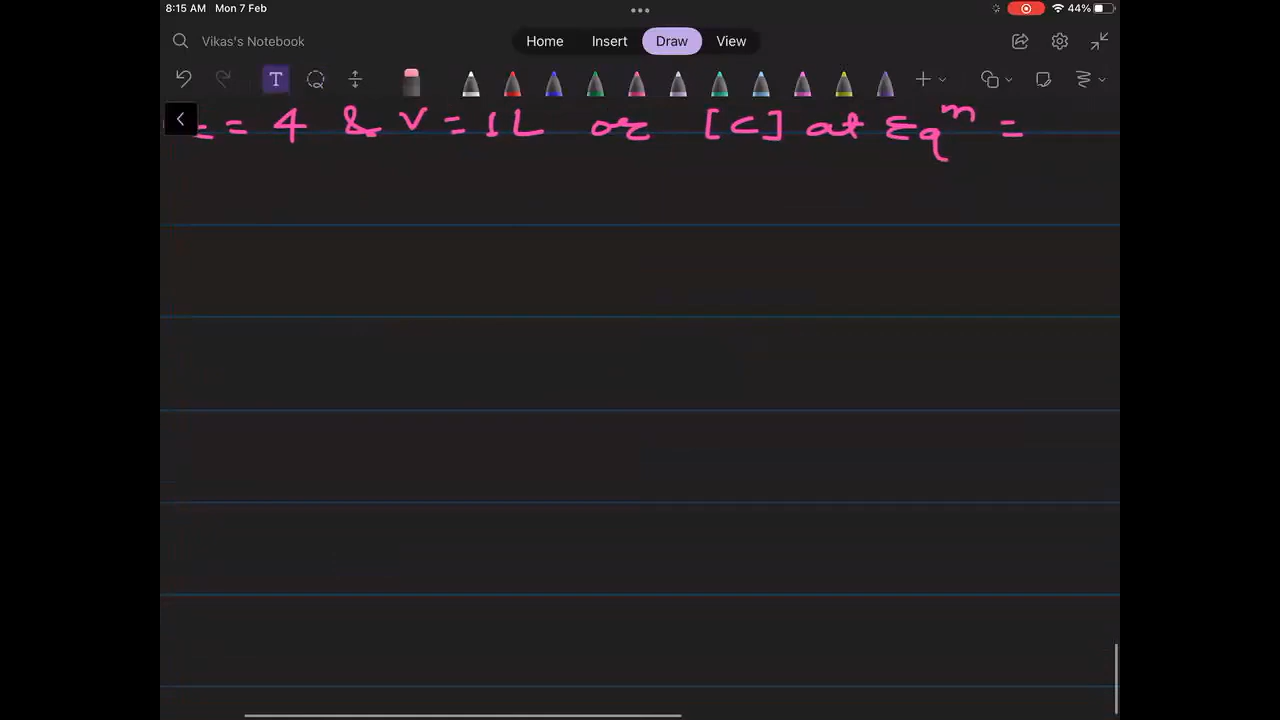 8:15 AM Mon 7 Feb
44%
Vikas's Notebook
Home Insert Draw View
T
= 4 & V = 1L or [C] at Eqⁿ =